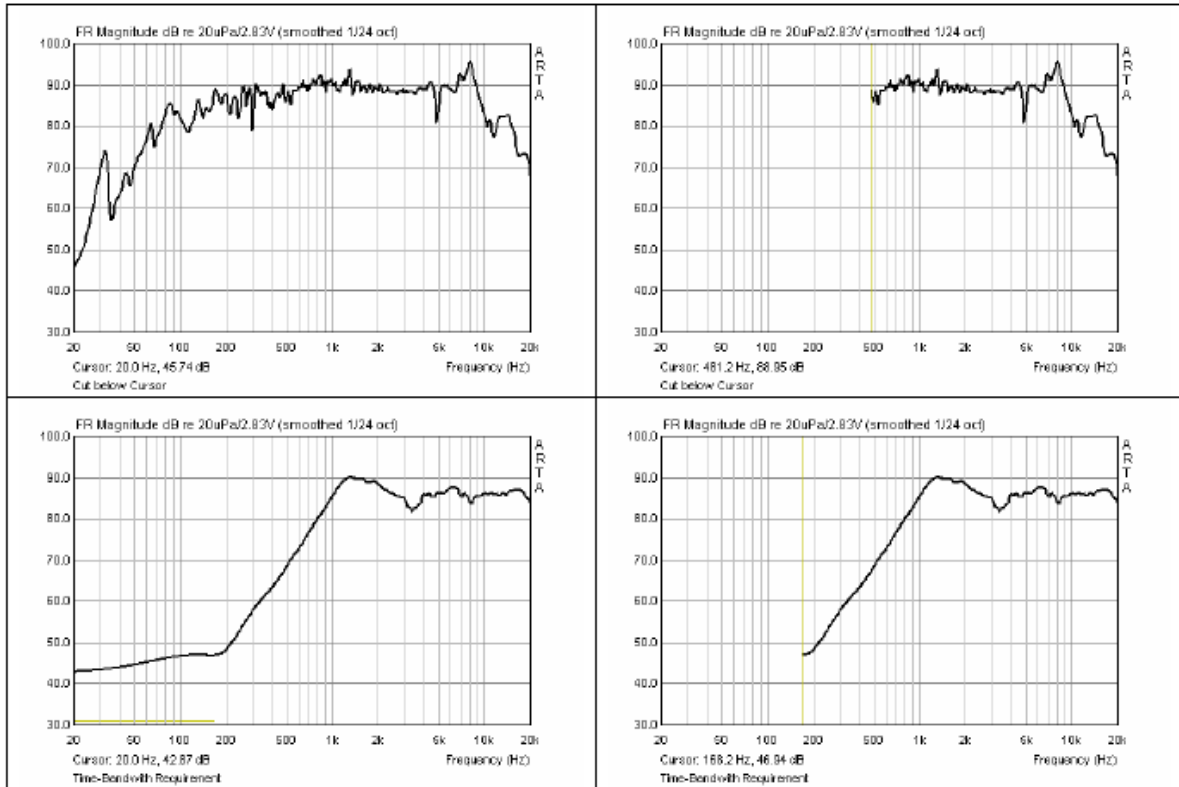 FR Magnitude dB re 20uPa/2.83V (smoothed 1/24 oct)
100.0
90.0
80.0
70.0
60.0
50.0
40.0
30.0
A
R
T
A
20 50 100 200 500 1k 2k 5k 10k 20k
Cursor: 20.0 Hz, 45.74 dB Frequency (Hz)
Cut below Cursor
FR Magnitude dB re 20uPa/2.83V (smoothed 1/24 oct)
100.0
90.0
80.0
70.0
60.0
50.0
40.0
30.0
A
R
T
A
20 50 100 200 500 1k 2k 5k 10k 20k
Cursor: 481.2 Hz, 88.95 dB Frequency (Hz)
Cut below Cursor
FR Magnitude dB re 20uPa/2.83V (smoothed 1/24 oct)
100.0
90.0
80.0
70.0
60.0
50.0
40.0
30.0
A
R
T
A
20 50 100 200 500 1k 2k 5k 10k 20k
Cursor: 20.0 Hz, 42.87 dB Frequency (Hz)
Time-Bandwith Requirement
FR Magnitude dB re 20uPa/2.83V (smoothed 1/24 oct)
100.0
90.0
80.0
70.0
60.0
50.0
40.0
30.0
A
R
T
A
20 50 100 200 500 1k 2k 5k 10k 20k
Cursor: 168.2 Hz, 46.94 dB Frequency (Hz)
Time-Bandwith Requirement